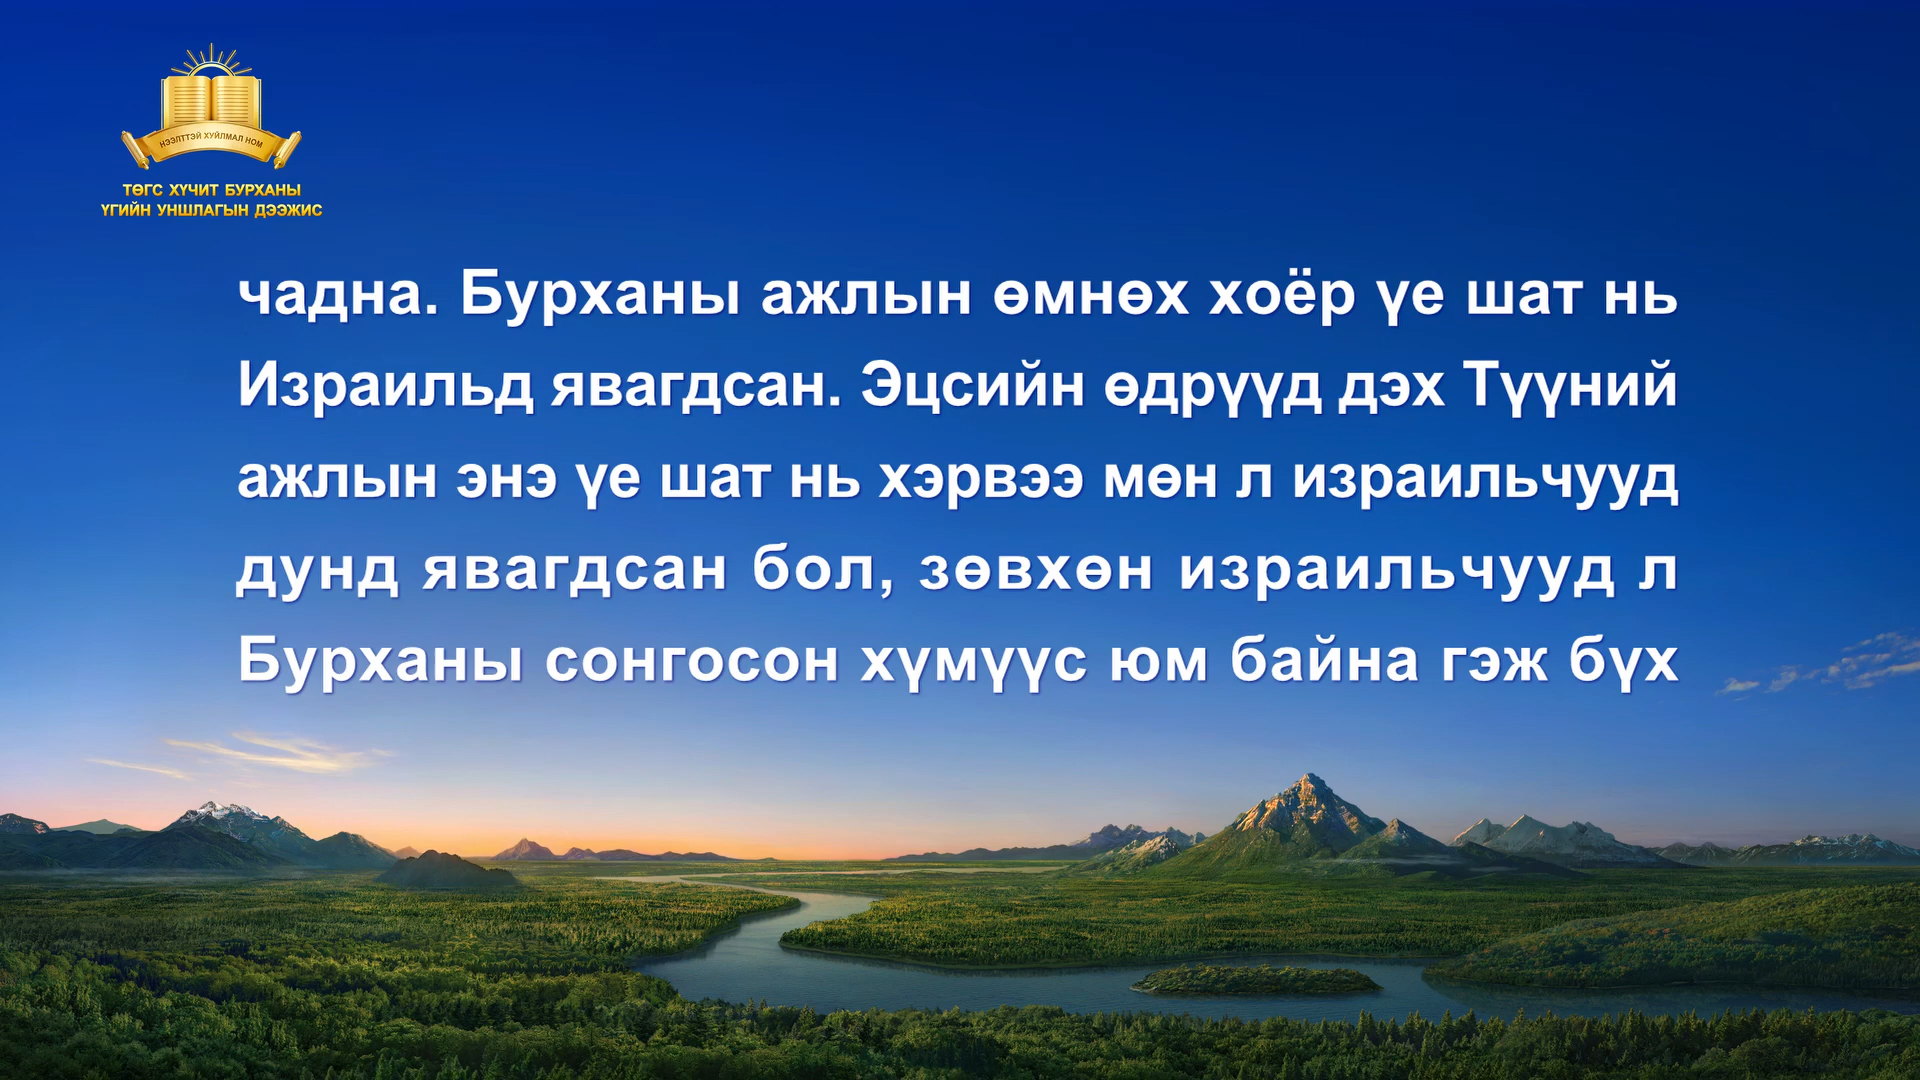 НЭЭЛТТЭЙ ХУЙЛМАЛ НОМ
ТӨГС ХҮЧИТ БУРХАНЫ
ҮГИЙН УНШЛАГЫН ДЭЭЖИС
чадна. Бурханы ажлын өмнөх хоёр үе шат нь
Израильд явагдсан. Эцсийн өдрүүд дэх Түүний
ажлын энэ үе шат нь хэрвээ мөн л израильчууд
дунд явагдсан бол, зөвхөн израильчууд л
Бурханы сонгосон хүмүүс юм байна гэж бүх